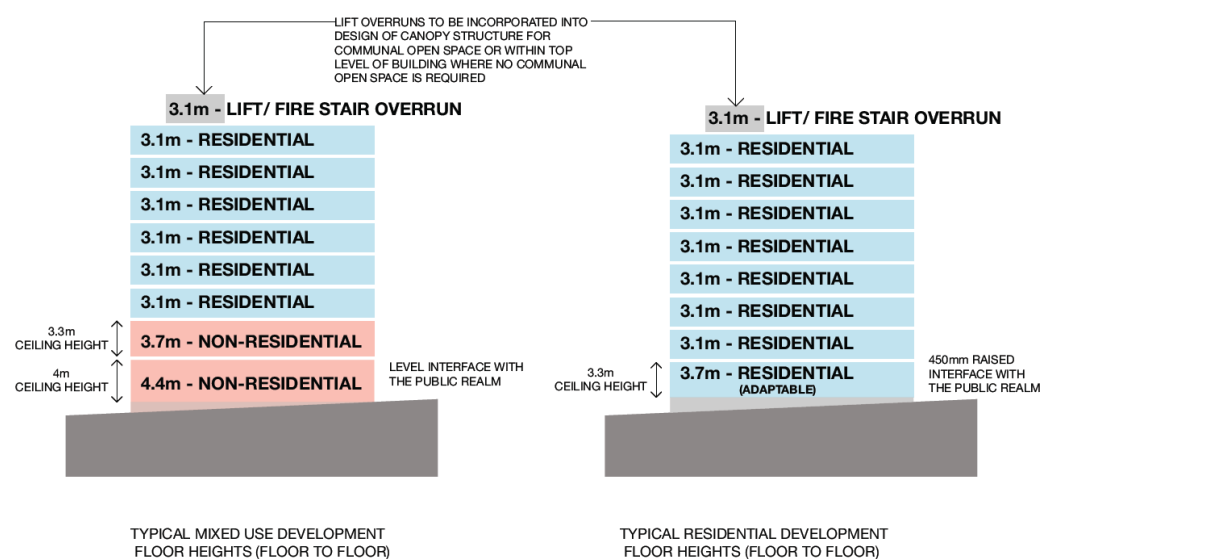 LIFT OVERRUNS TO BE INCORPORATED INTO
DESIGN OF CANOPY STRUCTURE FOR
COMMUNAL OPEN SPACE OR WITHIN TOP
LEVEL OF BUILDING WHERE NO COMMUNAL
OPEN SPACE IS REQUIRED
3.1m - LIFT/ FIRE STAIR OVERRUN
3.1m - RESIDENTIAL
3.1m - RESIDENTIAL
3.1m - RESIDENTIAL
3.1m - RESIDENTIAL
3.1m - RESIDENTIAL
3.1m - RESIDENTIAL
3.3m
CEILING HEIGHT
3.7m - NON-RESIDENTIAL
4m
CEILING HEIGHT
4.4m - NON-RESIDENTIAL
LEVEL INTERFACE WITH
THE PUBLIC REALM
TYPICAL MIXED USE DEVELOPMENT
FLOOR HEIGHTS (FLOOR TO FLOOR)
3.1m - LIFT/ FIRE STAIR OVERRUN
3.1m - RESIDENTIAL
3.1m - RESIDENTIAL
3.1m - RESIDENTIAL
3.1m - RESIDENTIAL
3.1m - RESIDENTIAL
3.1m - RESIDENTIAL
3.1m - RESIDENTIAL
3.3m
CEILING HEIGHT
3.7m - RESIDENTIAL
(ADAPTABLE)
450mm RAISED
INTERFACE WITH
THE PUBLIC REALM
TYPICAL RESIDENTIAL DEVELOPMENT
FLOOR HEIGHTS (FLOOR TO FLOOR)